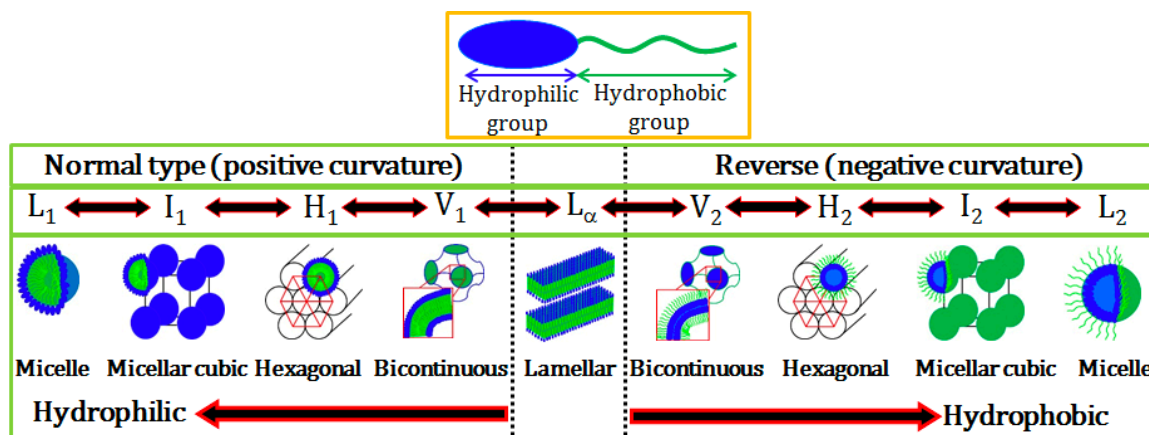 Hydrophilic Hydrophobic
group group
Normal type (positive curvature) Reverse (negative curvature)
L₁ I₁ H₁ V₁ Lα V₂ H₂ I₂ L₂
Micelle Micellar cubic Hexagonal Bicontinuous Lamellar Bicontinuous Hexagonal Micellar cubic Micelle
Hydrophilic Hydrophobic